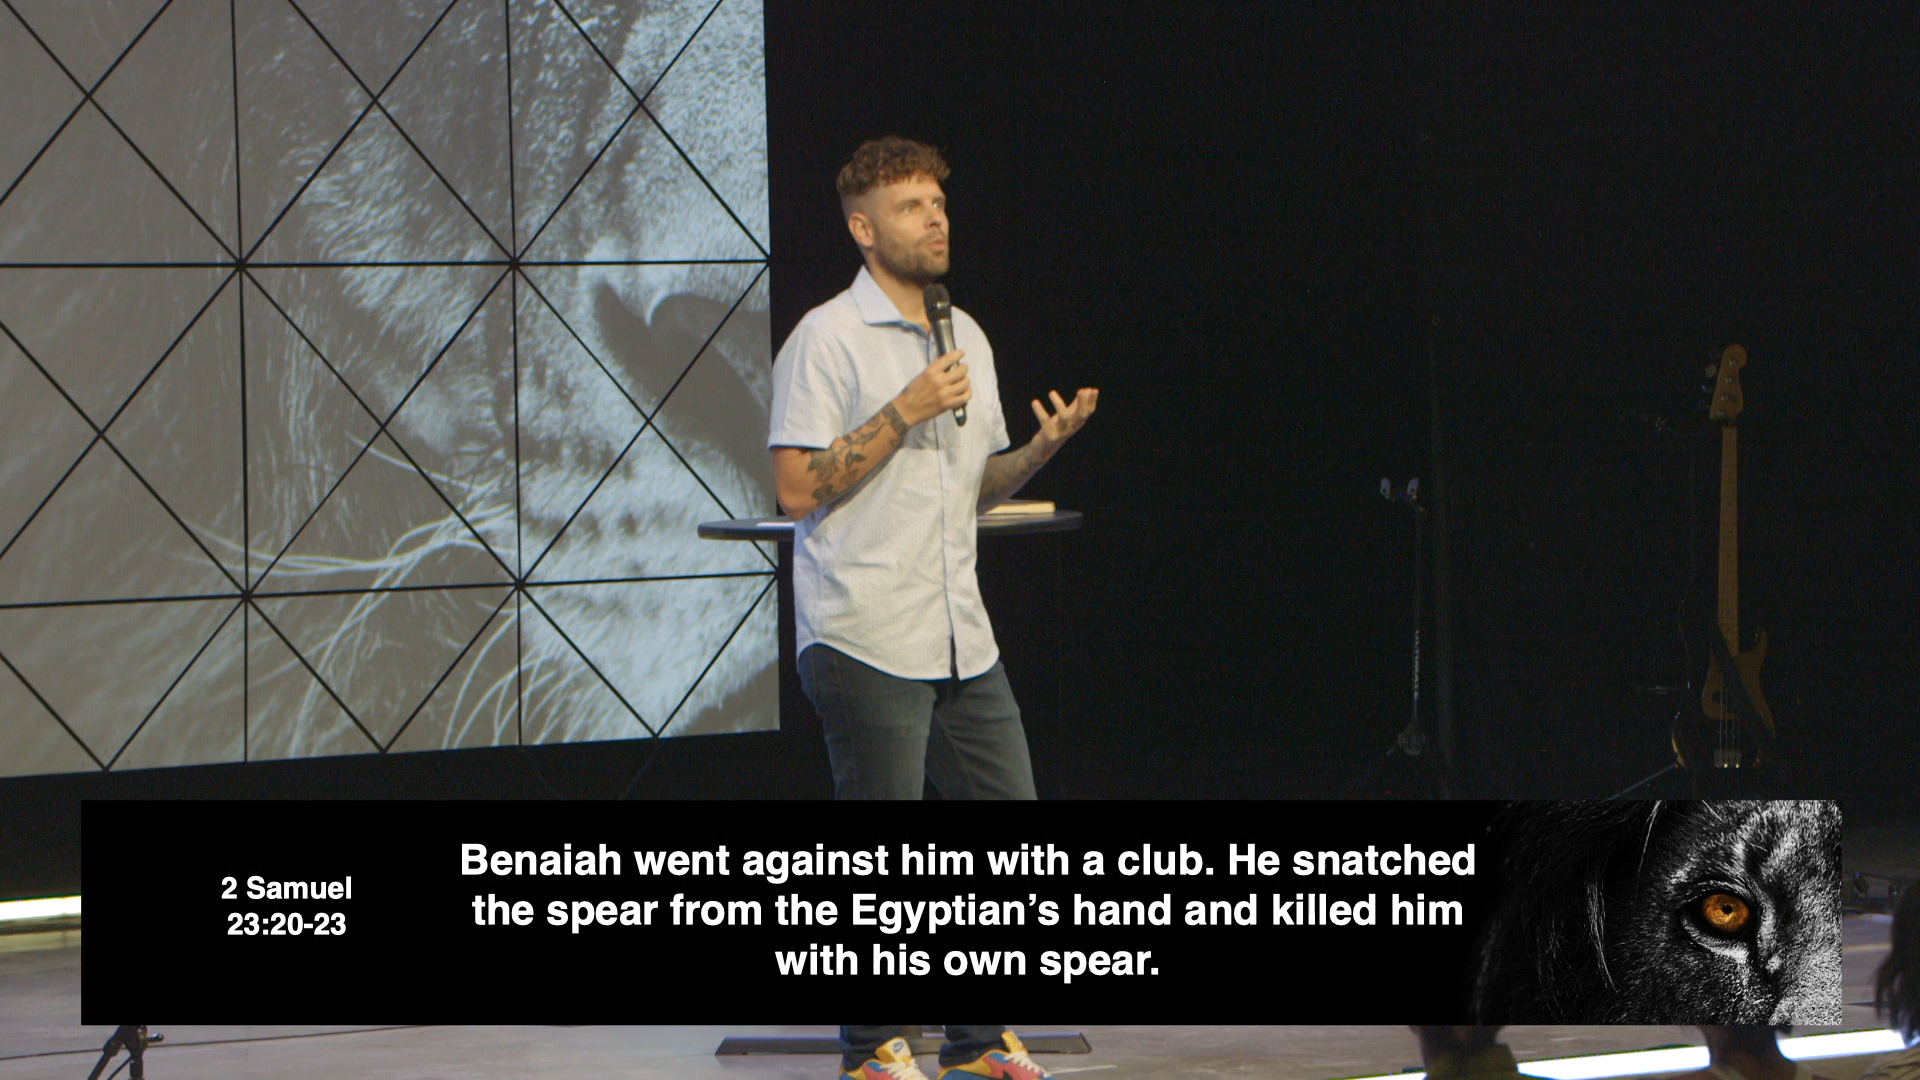 2 Samuel
23:20-23
Benaiah went against him with a club. He snatched
the spear from the Egyptian’s hand and killed him
with his own spear.